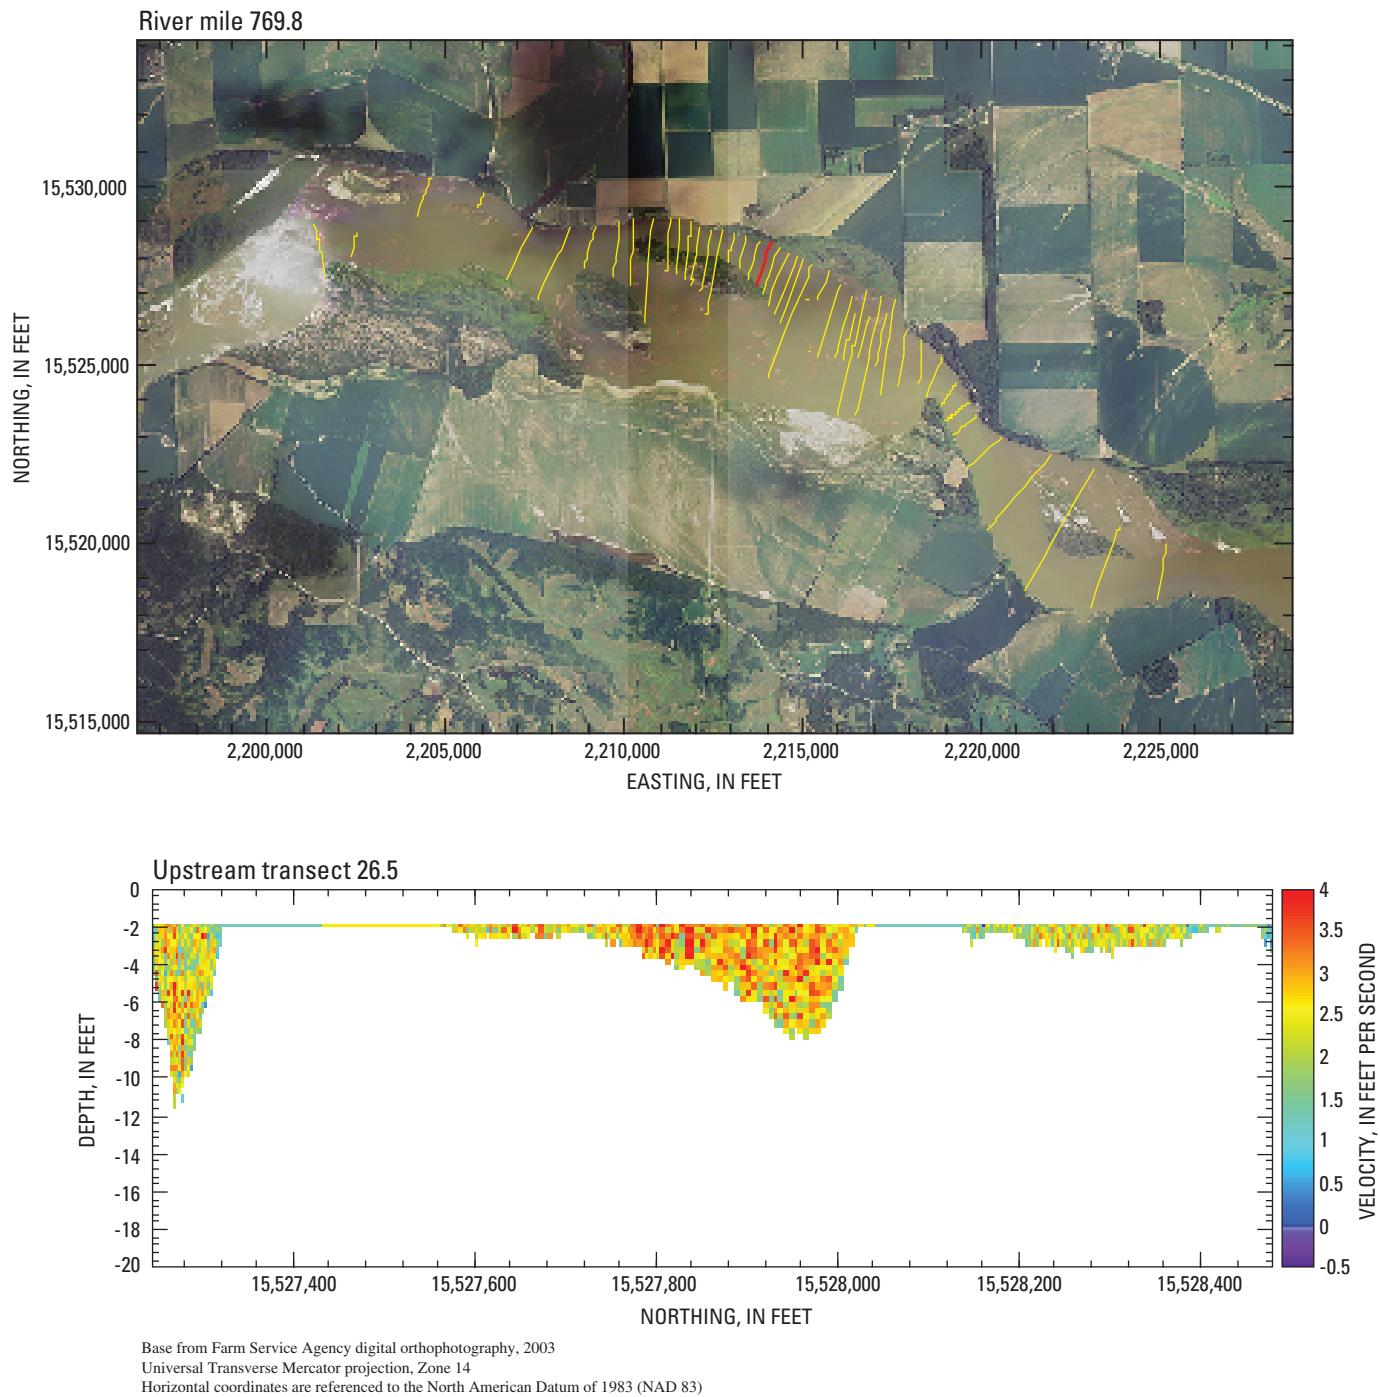 River mile 769.8
15,530,000
15,525,000
15,520,000
15,515,000
NORTHING, IN FEET
2,200,000 2,205,000 2,210,000 2,215,000 2,220,000 2,225,000
EASTING, IN FEET
Upstream transect 26.5
0
-2
-4
-6
-8
-10
-12
-14
-16
-18
-20
DEPTH, IN FEET
15,527,400 15,527,600 15,527,800 15,528,000 15,528,200 15,528,400
NORTHING, IN FEET
4
3.5
3
2.5
2
1.5
1
0.5
0
-0.5
VELOCITY, IN FEET PER SECOND
Base from Farm Service Agency digital orthophotography, 2003
Universal Transverse Mercator projection, Zone 14
Horizontal coordinates are referenced to the North American Datum of 1983 (NAD 83)